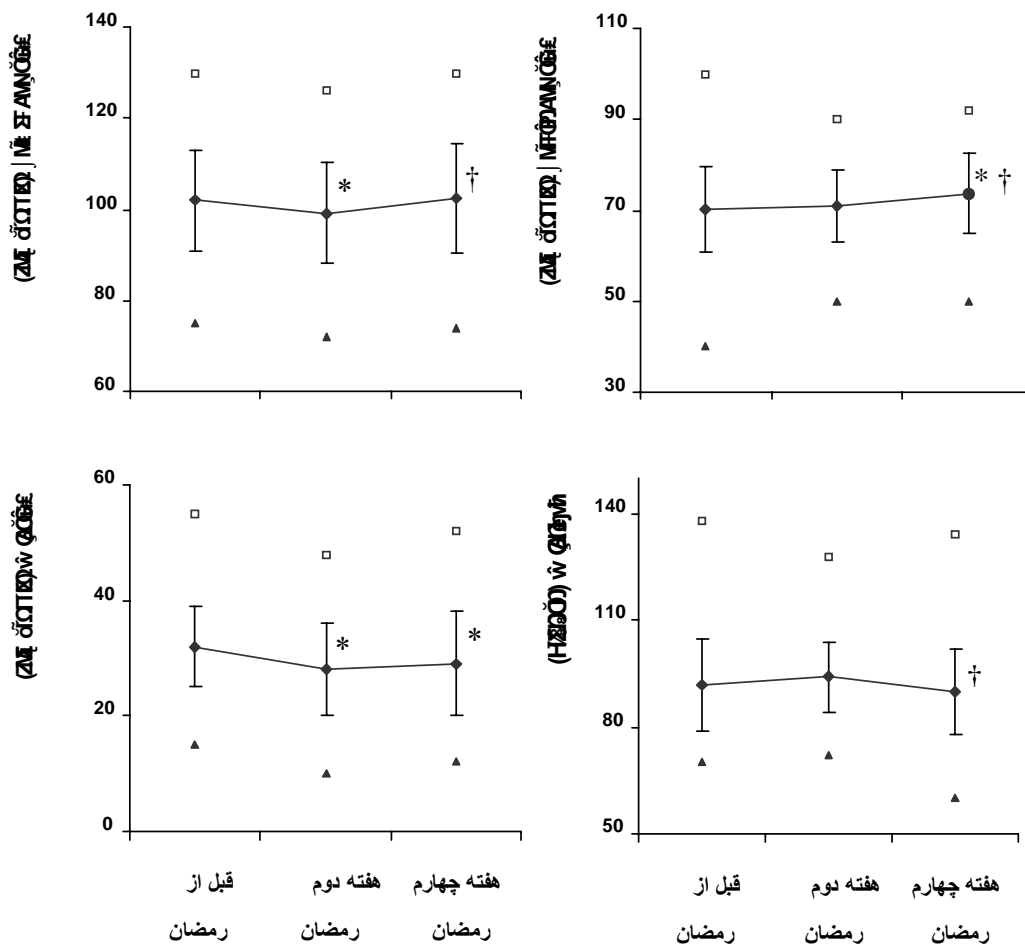 140
120
100
80
60
*
†
110
90
70
50
30
* †
60
40
20
0
*
*
140
110
80
50
†
قبل از
رمضان
هفته دوم
رمضان
هفته چهارم
رمضان
قبل از
رمضان
هفته دوم
رمضان
هفته چهارم
رمضان